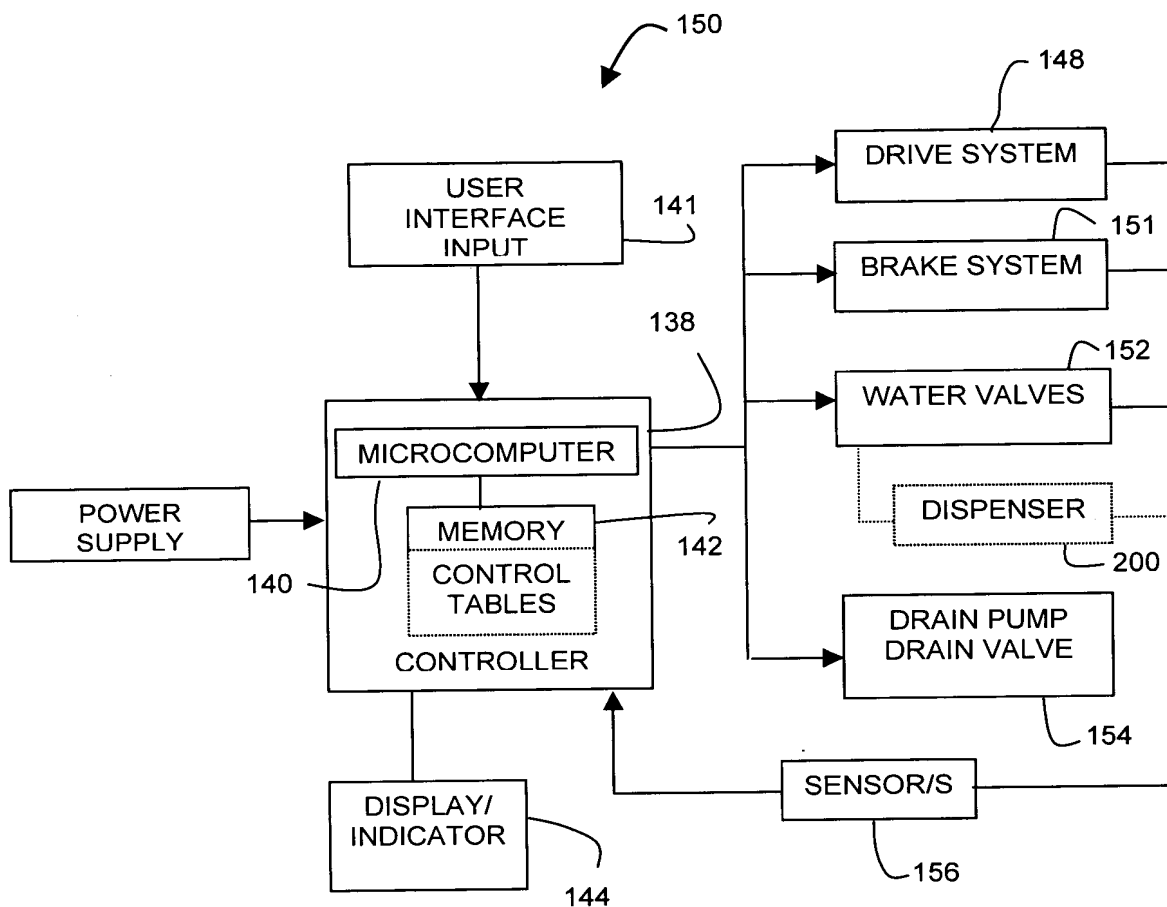 150
148
DRIVE SYSTEM
USER
INTERFACE
INPUT
141
151
BRAKE SYSTEM
138
152
WATER VALVES
MICROCOMPUTER
POWER
SUPPLY
MEMORY
142
DISPENSER
140
CONTROL
TABLES
200
CONTROLLER
DRAIN PUMP
DRAIN VALVE
154
SENSOR/S
DISPLAY/
INDICATOR
156
144